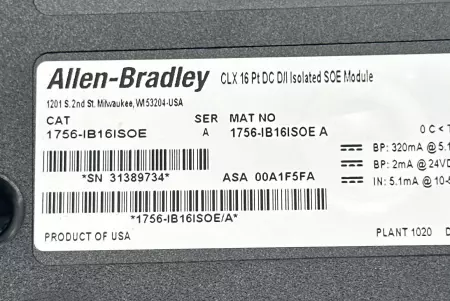 Allen-Bradley CLX 16 Pt DC D/I Isolated SOE Module
1201 S. 2nd St. Milwaukee, WI 53204-USA
CAT SER MAT NO
1756-IB16ISOE A 1756-IB16ISOE A 0 C < T
BP: 320mA @ 5.1
BP: 2mA @ 24VD
IN: 5.1mA @ 10-
*SN 31389734* ASA 00A1F5FA
*1756-IB16ISOE/A*
PRODUCT OF USA PLANT 1020